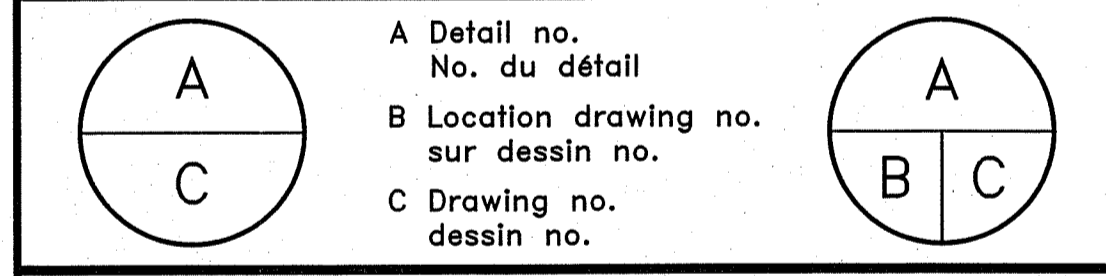 A
C
A Detail no.
No. du détail
B Location drawing no.
sur dessin no.
C Drawing no.
dessin no.
A
B C